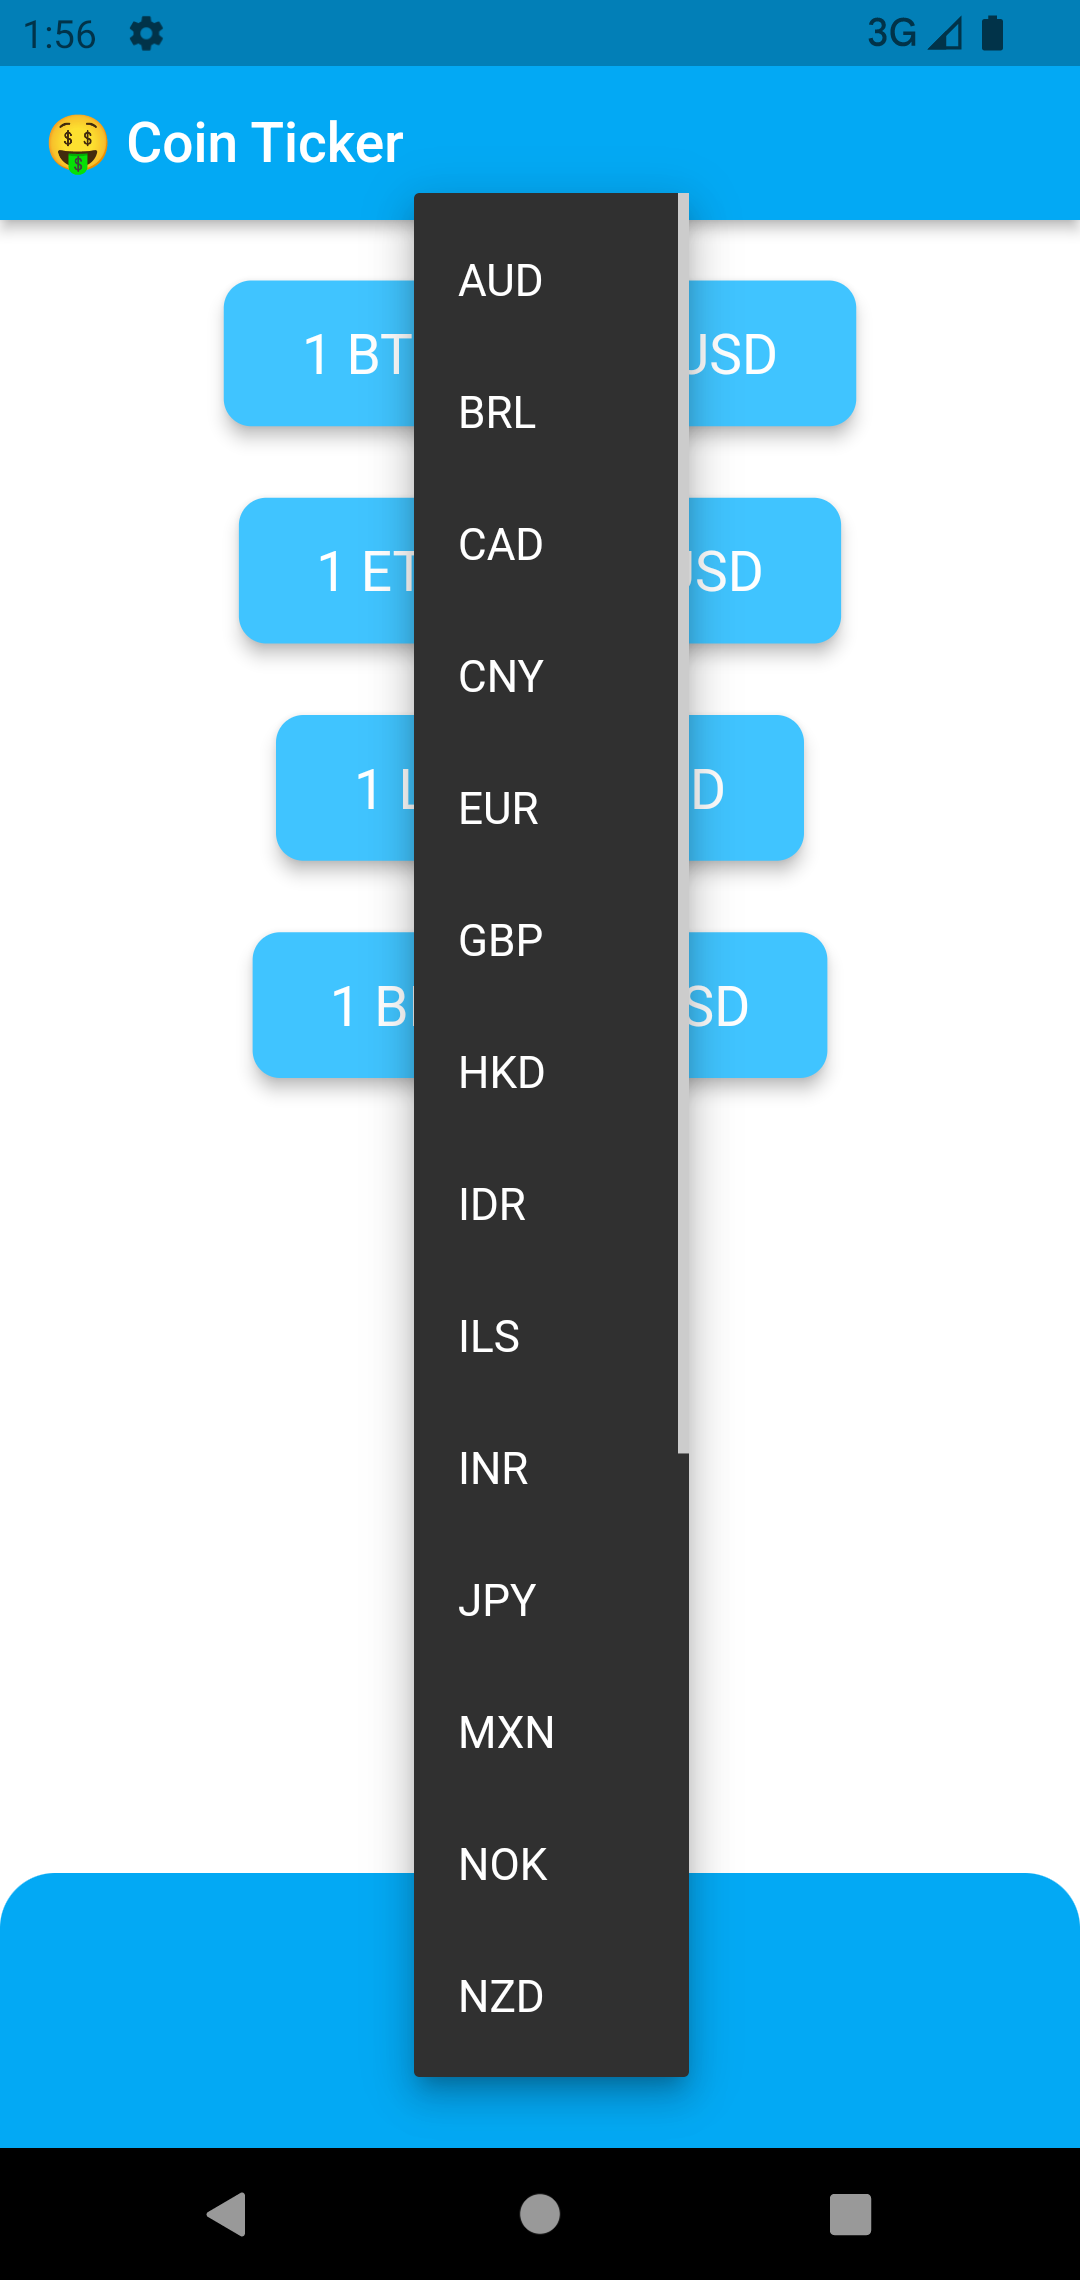 1:56 3G
🤑 Coin Ticker
AUD
1 BT USD
BRL
CAD
1 ET USD
CNY
1 L D
EUR
GBP
1 B SD
HKD
IDR
ILS
INR
JPY
MXN
NOK
NZD